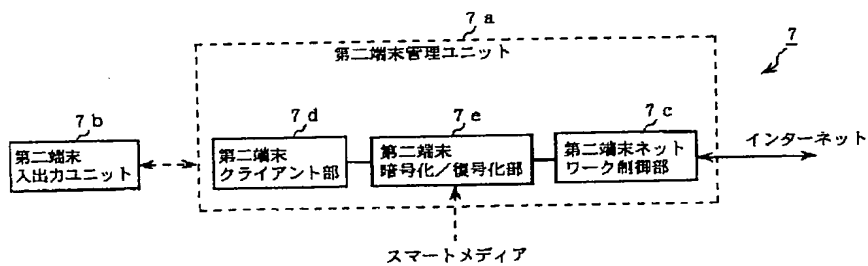 7a
7
第二端末管理ユニット
7b
7d
7e
7c
インターネット
第二端末
入出力ユニット
第二端末
クライアント部
第二端末
暗号化／復号化部
第二端末ネット
ワーク制御部
スマートメディア